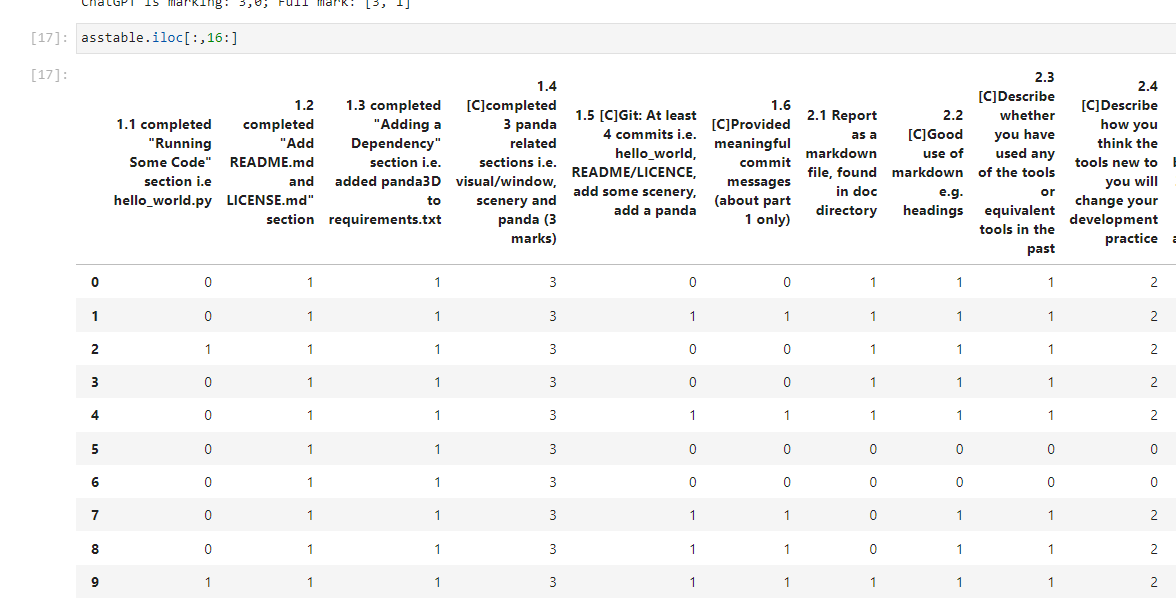 ChatGPT is marking: 3,0; Full mark: [3, 1]
[17]: asstable.iloc[:,16:]
[17]:
1.1 completed "Running Some Code" section i.e hello_world.py
1.2 completed "Add README.md and LICENSE.md" section
1.3 completed "Adding a Dependency" section i.e. added panda3D to requirements.txt
1.4 [C]completed 3 panda related sections i.e. visual/window, scenery and panda (3 marks)
1.5 [C]Git: At least 4 commits i.e. hello_world, README/LICENCE, add some scenery, add a panda
1.6 [C]Provided meaningful commit messages (about part 1 only)
2.1 Report as a markdown file, found in doc directory
2.2 [C]Good use of markdown e.g. headings
2.3 [C]Describe whether you have used any of the tools or equivalent tools in the past
2.4 [C]Describe how you think the tools new to you will change your development practice
0 0 1 1 3 0 0 1 1 1 2
1 0 1 1 3 1 1 1 1 1 2
2 1 1 1 3 0 0 1 1 1 2
3 0 1 1 3 0 0 1 1 1 2
4 0 1 1 3 1 1 1 1 1 2
5 0 1 1 3 0 0 0 0 0 0
6 0 1 1 3 0 0 0 0 0 0
7 0 1 1 3 1 1 0 1 1 2
8 0 1 1 3 1 1 0 1 1 2
9 1 1 1 3 1 1 1 1 1 2